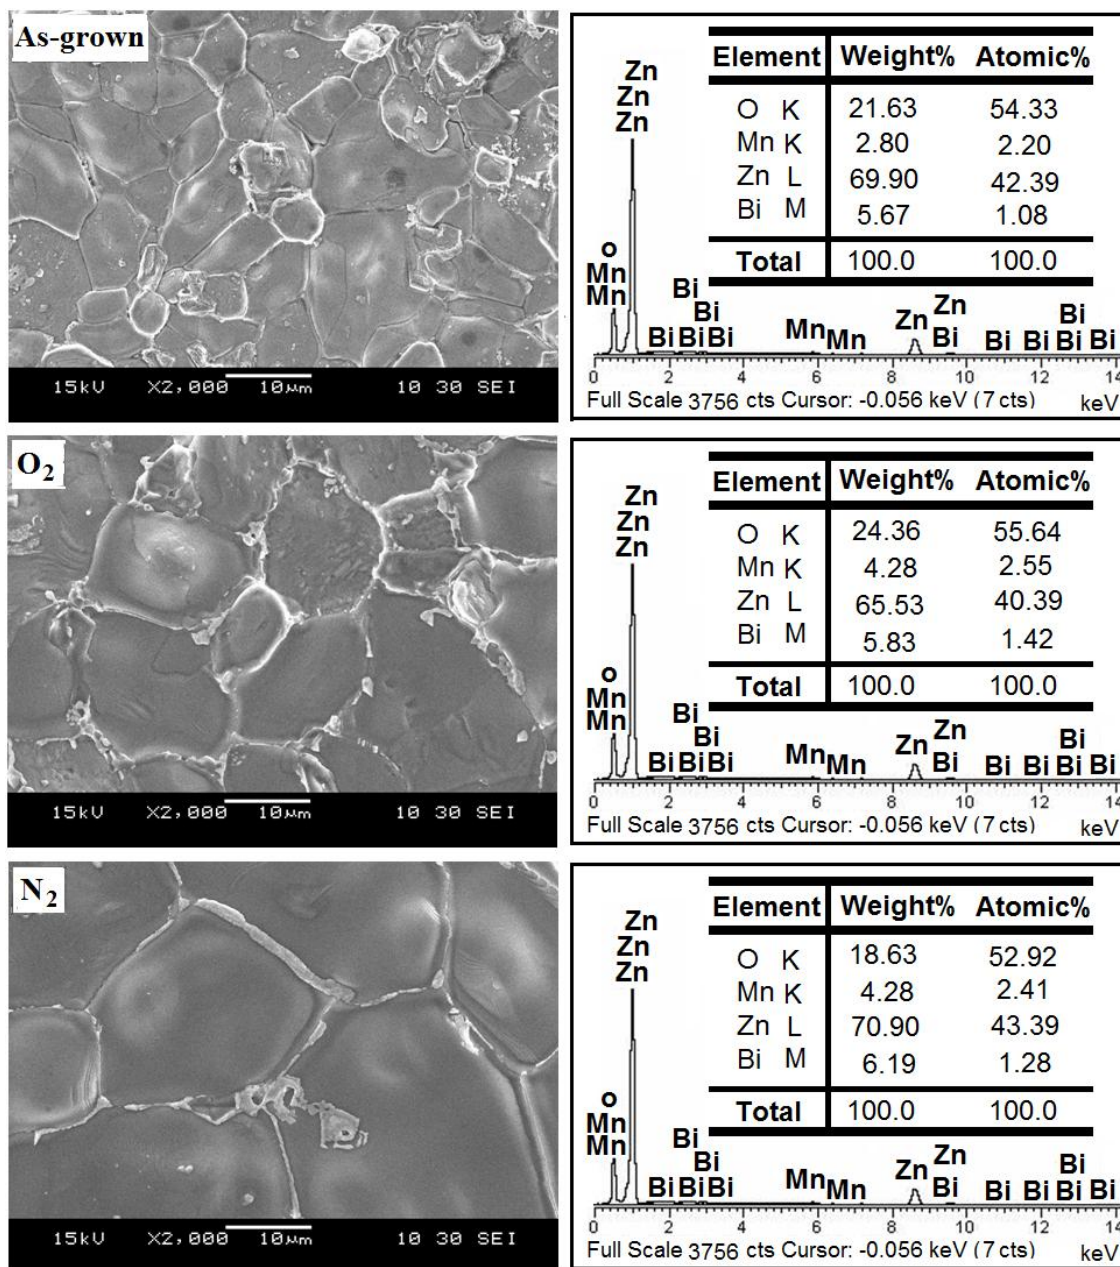 As-grown
15kV X2,000 10μm 10 30 SEI
Element Weight% Atomic%
O K 21.63 54.33
Mn K 2.80 2.20
Zn L 69.90 42.39
Bi M 5.67 1.08
Total 100.0 100.0
Zn
Zn
Zn
O
Mn
Mn
Bi
Bi
Bi Bi Bi
Mn Mn
Zn
Zn
Bi
Bi Bi
Bi
Bi Bi
0 2 4 6 8 10 12 14
Full Scale 3756 cts Cursor: -0.056 keV (7 cts) keV
O2
15kV X2,000 10μm 10 30 SEI
Element Weight% Atomic%
O K 24.36 55.64
Mn K 4.28 2.55
Zn L 65.53 40.39
Bi M 5.83 1.42
Total 100.0 100.0
Zn
Zn
Zn
O
Mn
Mn
Bi
Bi
Bi Bi Bi
Mn Mn
Zn
Zn
Bi
Bi Bi
Bi
Bi Bi
0 2 4 6 8 10 12 14
Full Scale 3756 cts Cursor: -0.056 keV (7 cts) keV
N2
15kV X2,000 10μm 10 30 SEI
Element Weight% Atomic%
O K 18.63 52.92
Mn K 4.28 2.41
Zn L 70.90 43.39
Bi M 6.19 1.28
Total 100.0 100.0
Zn
Zn
Zn
O
Mn
Mn
Bi
Bi
Bi Bi Bi
Mn Mn
Zn
Zn
Bi
Bi Bi
Bi
Bi Bi
0 2 4 6 8 10 12 14
Full Scale 3756 cts Cursor: -0.056 keV (7 cts) keV